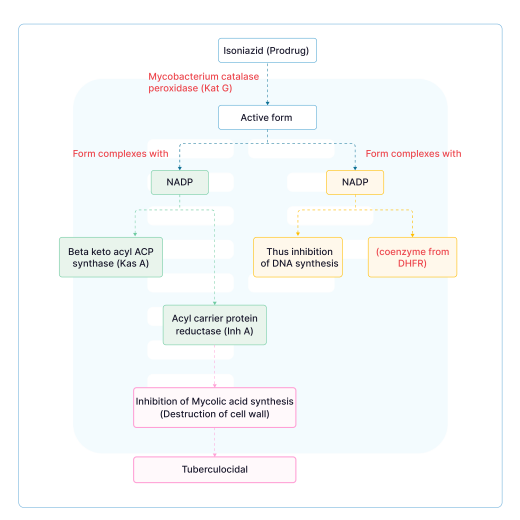 Isoniazid (Prodrug)
Mycobacterium catalase
peroxidase (Kat G)
Active form
Form complexes with
Form complexes with
NADP
NADP
Beta keto acyl ACP
synthase (Kas A)
Thus inhibition
of DNA synthesis
(coenzyme from
DHFR)
Acyl carrier protein
reductase (Inh A)
Inhibition of Mycolic acid synthesis
(Destruction of cell wall)
Tuberculocidal